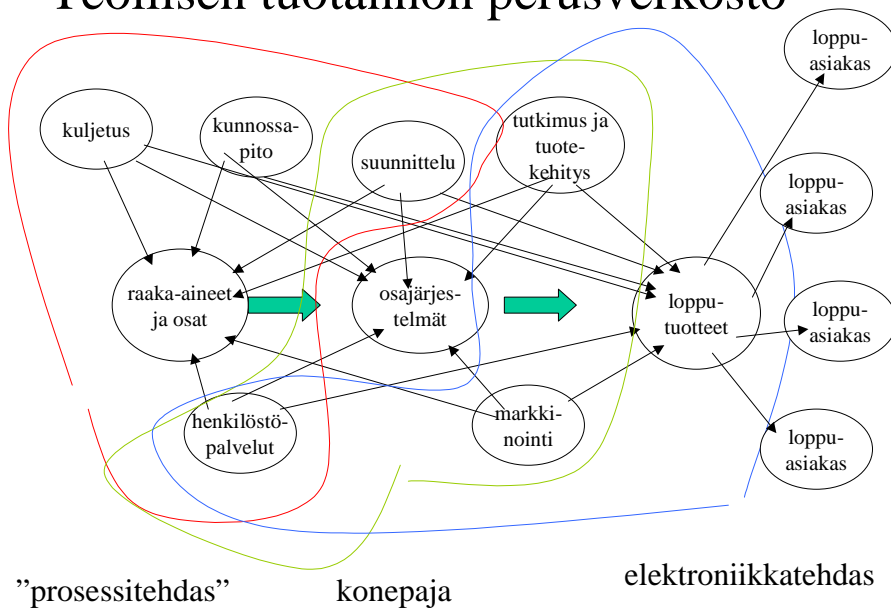 Teollisen tuotannon perusverkosto
loppu-
asiakas
kuljetus
kunnossa-
pito
suunnittelu
tutkimus ja
tuote-
kehitys
loppu-
asiakas
raaka-aineet
ja osat
osajärjes-
telmät
loppu-
tuotteet
loppu-
asiakas
henkilöstö-
palvelut
markki-
nointi
loppu-
asiakas
”prosessitehdas”
konepaja
elektroniikkatehdas